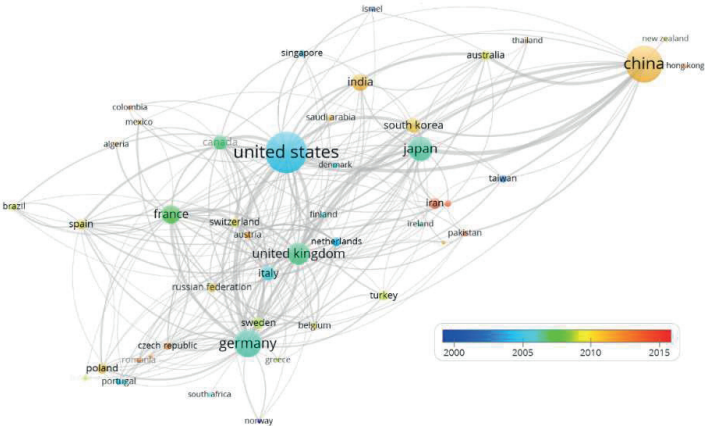 israel
new zealand
thailand
singapore
australia
china
hong kong
india
colombia
saudi arabia
mexico
south korea
algeria
canada
united states
japan
denmark
taiwan
brazil
france
finland
iran
spain
switzerland
ireland
austria
netherlands
pakistan
united kingdom
italy
russian federation
turkey
sweden
belgium
germany
czech republic
greece
romania
poland
portugal
south africa
norway
2000 2005 2010 2015